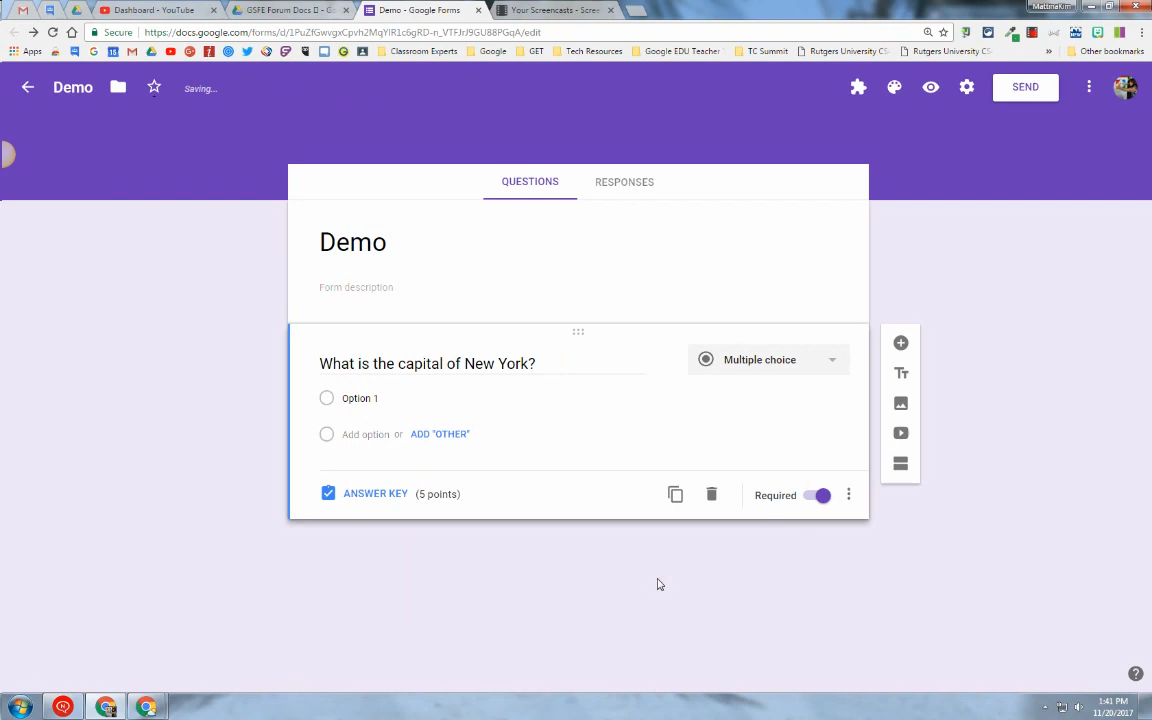 Dashboard - YouTube
GSFE Forum Docs
Demo - Google Forms
Your Screencasts - Scree
MattinaKim
Secure
https://docs.google.com/forms/d/1PuZfGwvgxCpvh2MqYIR1c6gRD-n_VTFJrJ9GU88PGqA/edit
Apps
Classroom Experts
Google
GET
Tech Resources
Google EDU Teacher
TC Summit
Rutgers University CS
Rutgers University CS
»
Other bookmarks
Demo
Saving...
SEND
QUESTIONS
RESPONSES
Demo
Form description
What is the capital of New York?
Multiple choice
Option 1
Add option or ADD "OTHER"
ANSWER KEY (5 points)
Required
1:41 PM
11/20/2017